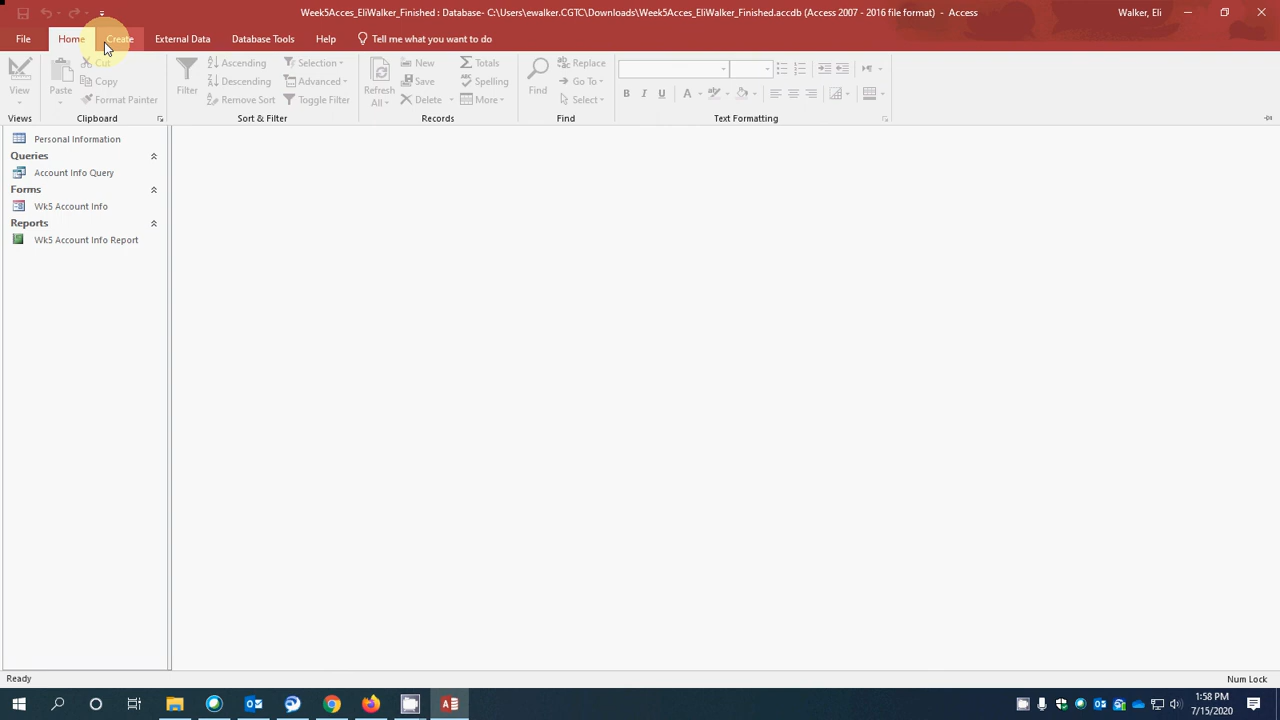 Week5Acces_EliWalker_Finished : Database- C:\Users\ewalker.CGTC\Downloads\Week5Acces_EliWalker_Finished.accdb (Access 2007 - 2016 file format) - Access
Walker, Eli
File Home Create External Data Database Tools Help Tell me what you want to do
View
Paste
Cut
Copy
Format Painter
Filter
Ascending
Descending
Remove Sort
Selection
Advanced
Toggle Filter
Refresh
All
New
Save
Delete
Totals
Spelling
More
Find
Replace
Go To
Select
B I U A
Views Clipboard Sort & Filter Records Find Text Formatting
Personal Information
Queries
Account Info Query
Forms
Wk5 Account Info
Reports
Wk5 Account Info Report
Ready
Num Lock
1:58 PM
7/15/2020